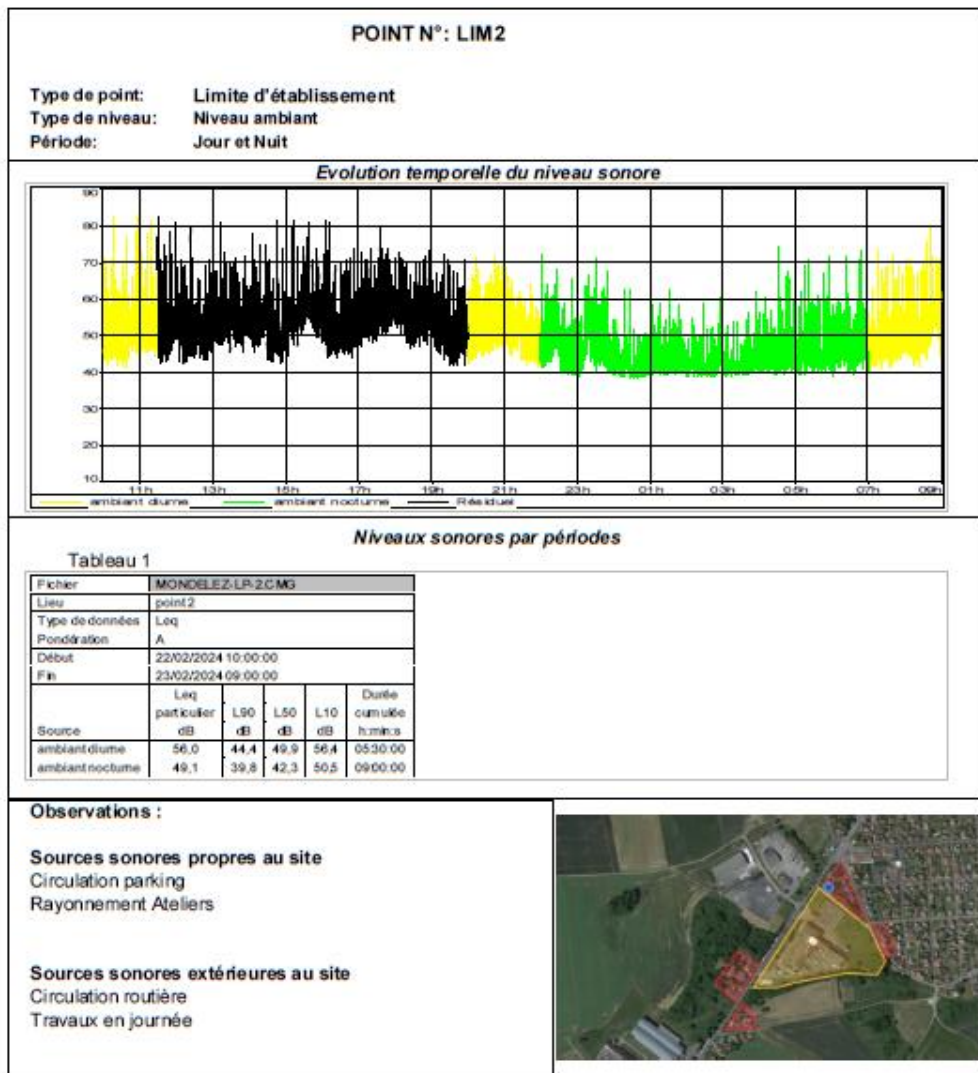 POINT N°: LIM2
Type de point: Limite d'établissement
Type de niveau: Niveau ambiant
Période: Jour et Nuit
Evolution temporelle du niveau sonore
90
80
70
60
50
40
30
20
10
11h 13h 15h 17h 19h 21h 23h 01h 03h 05h 07h 09h
ambiant diurne ambiant nocturne Résiduel
Niveaux sonores par périodes
Tableau 1
Fichier MONDELEZ-LP-2.CMG
Lieu point 2
Type de données Leq
Pondération A
Début 22/02/2024 10:00:00
Fin 23/02/2024 09:00:00
Leq Durée
particulier L90 L50 L10 cumulée
Source dB dB dB dB h:min:s
ambiant diurne 56,0 44,4 49,9 56,4 05:30:00
ambiant nocturne 49,1 39,8 42,3 50,5 09:00:00
Observations :
Sources sonores propres au site
Circulation parking
Rayonnement Ateliers
Sources sonores extérieures au site
Circulation routière
Travaux en journée